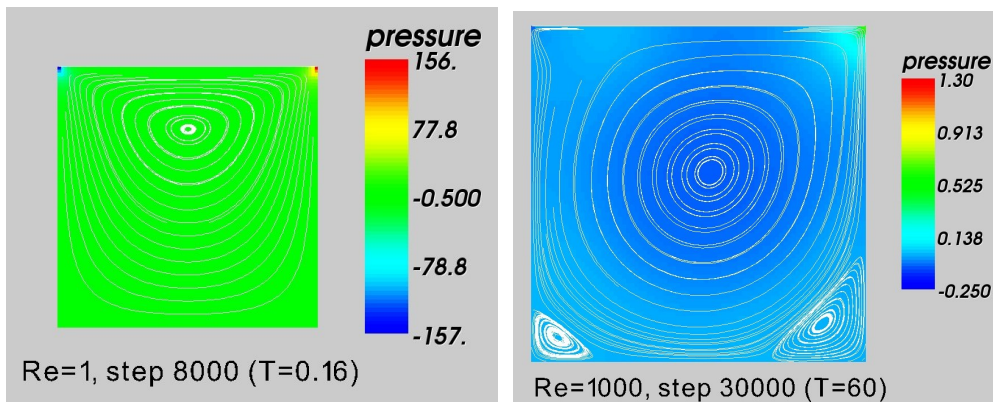 pressure
156.
77.8
-0.500
-78.8
-157.
Re=1, step 8000 (T=0.16)
pressure
1.30
0.913
0.525
0.138
-0.250
Re=1000, step 30000 (T=60)